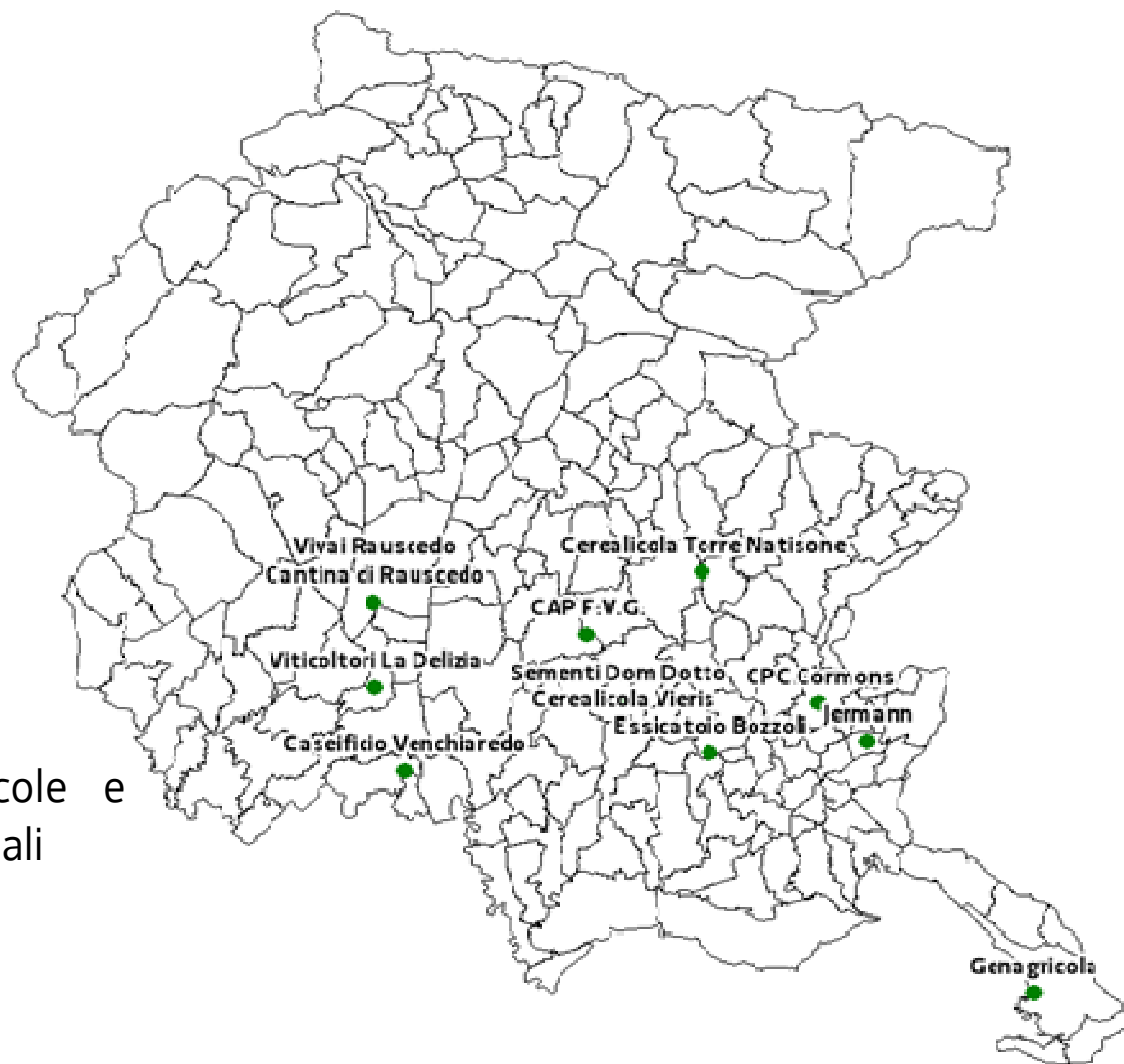 Vivai Rauscedo
Cantina di Rauscedo
Cerealicola Torre Natisone
CAP F.V.G.
Viticoltori La Delizia
Sementi Dom Dotto
Cerealicola Vieris
CPC Cormons
Essicatoio Bozzoli
Jermann
Caseificio Venchiaredo
cole e
ali
Genagricola